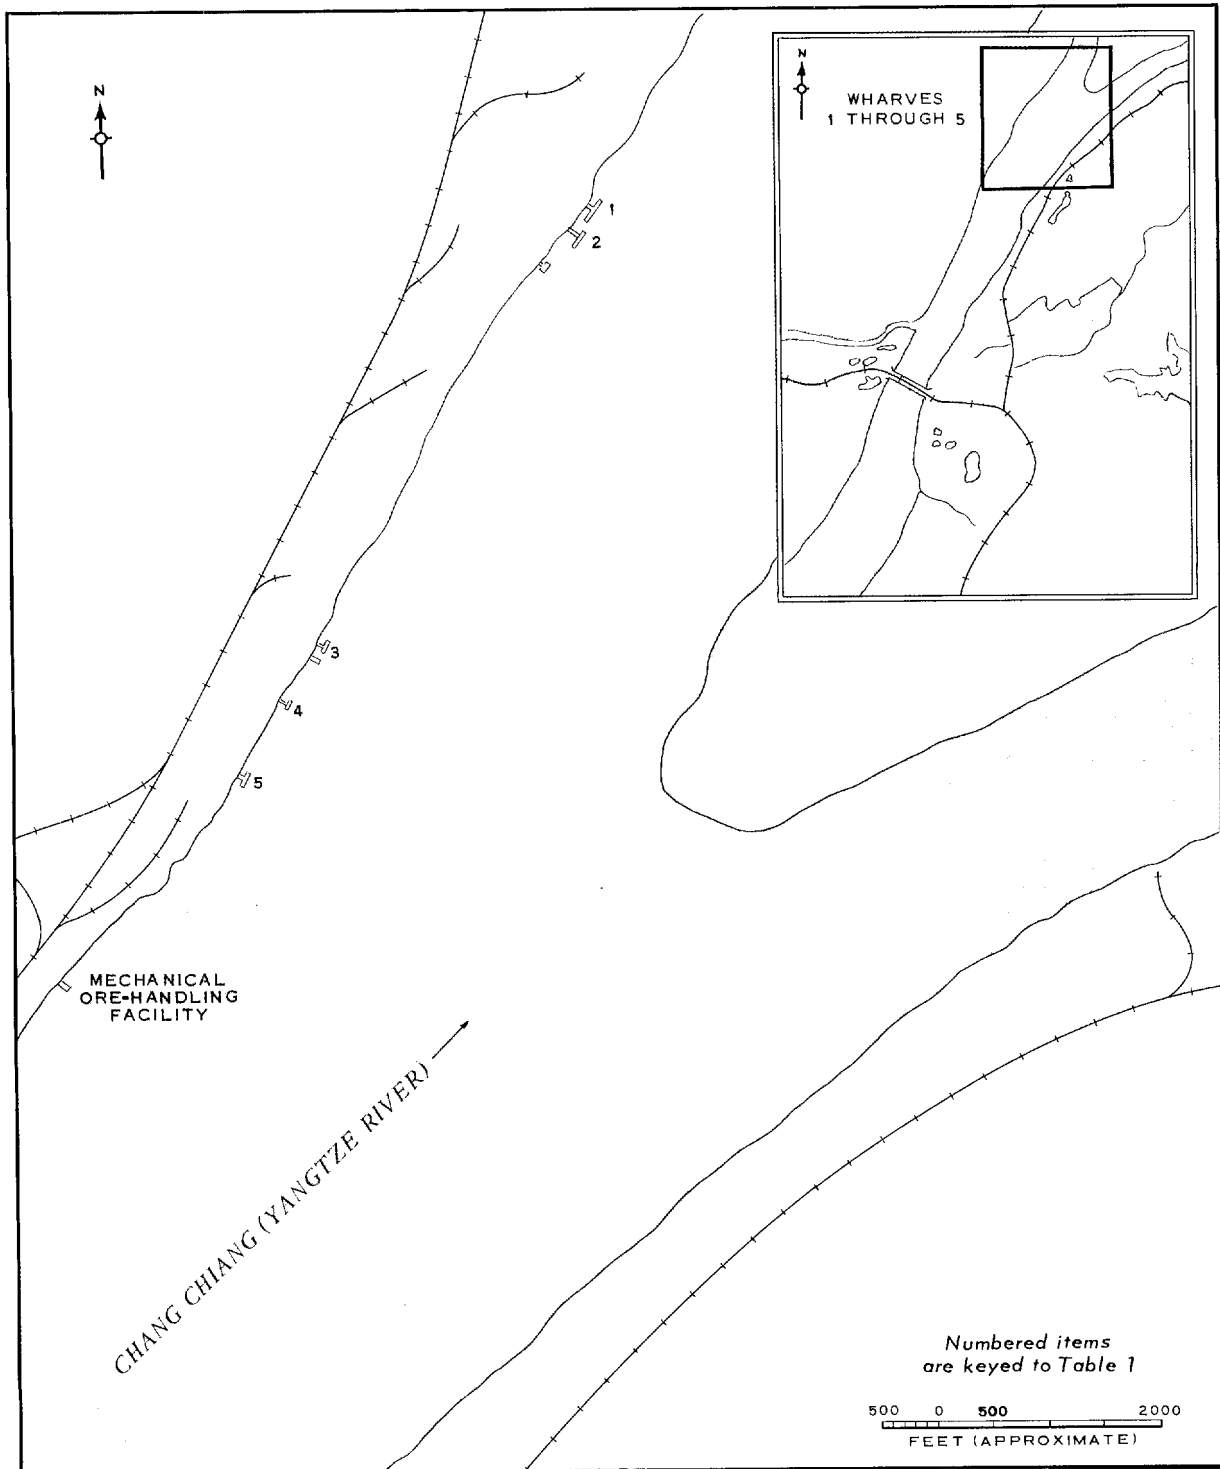 N
N
WHARVES
1 THROUGH 5
1
2
3
4
5
MECHANICAL
ORE-HANDLING
FACILITY
CHANG CHIANG (YANGTZE RIVER)
Numbered items
are keyed to Table 1
500 0 500 2000
FEET (APPROXIMATE)